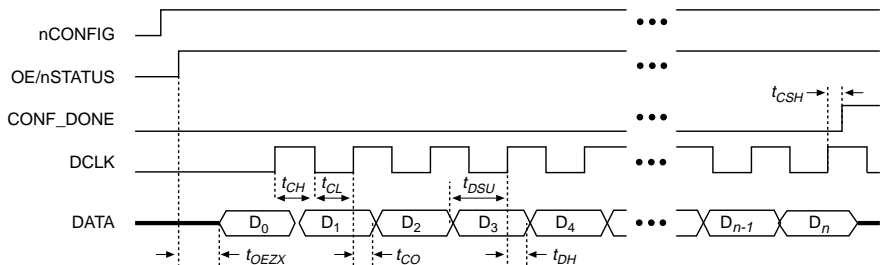 nCONFIG
OE/nSTATUS
CONF_DONE
tCSH
DCLK
tCH tCL tDSU
DATA D0 D1 D2 D3 D4 Dn-1 Dn
tOEZX tCO tDH